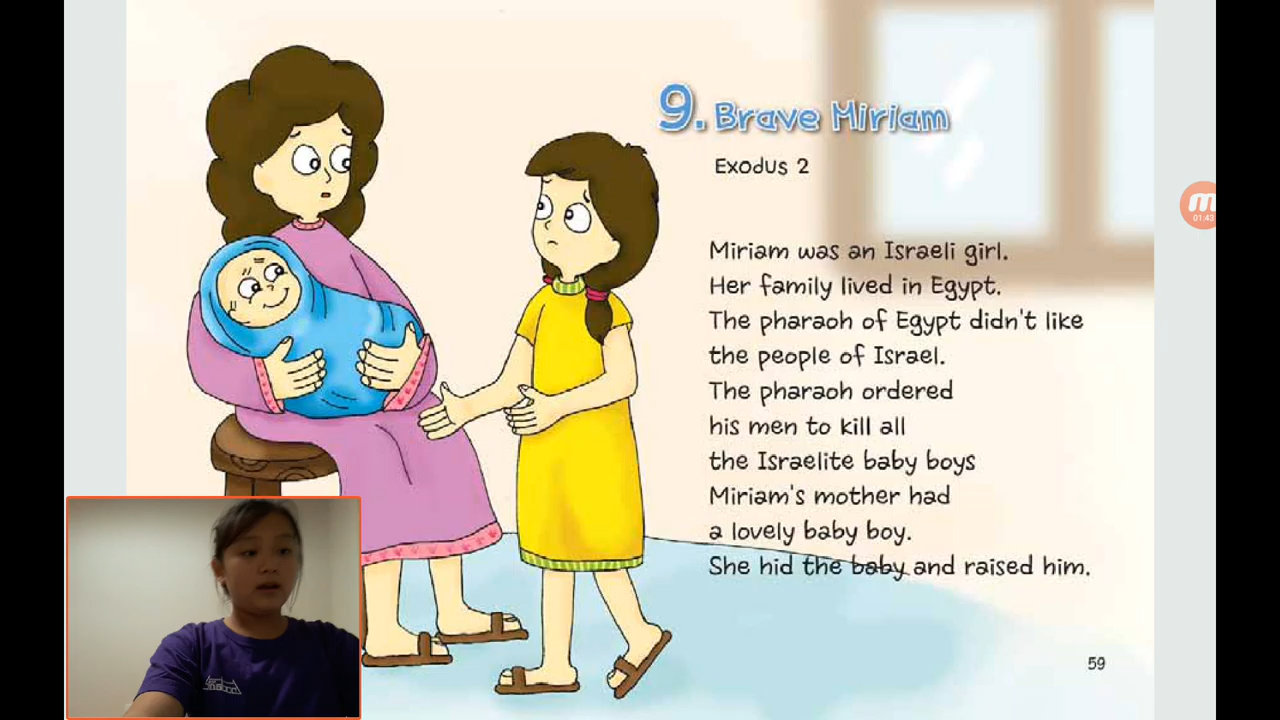 9. Brave Miriam
Exodus 2
Miriam was an Israeli girl.
Her family lived in Egypt.
The pharaoh of Egypt didn't like
the people of Israel.
The pharaoh ordered
his men to kill all
the Israelite baby boys
Miriam's mother had
a lovely baby boy.
She hid the baby and raised him.
59
M
01:43